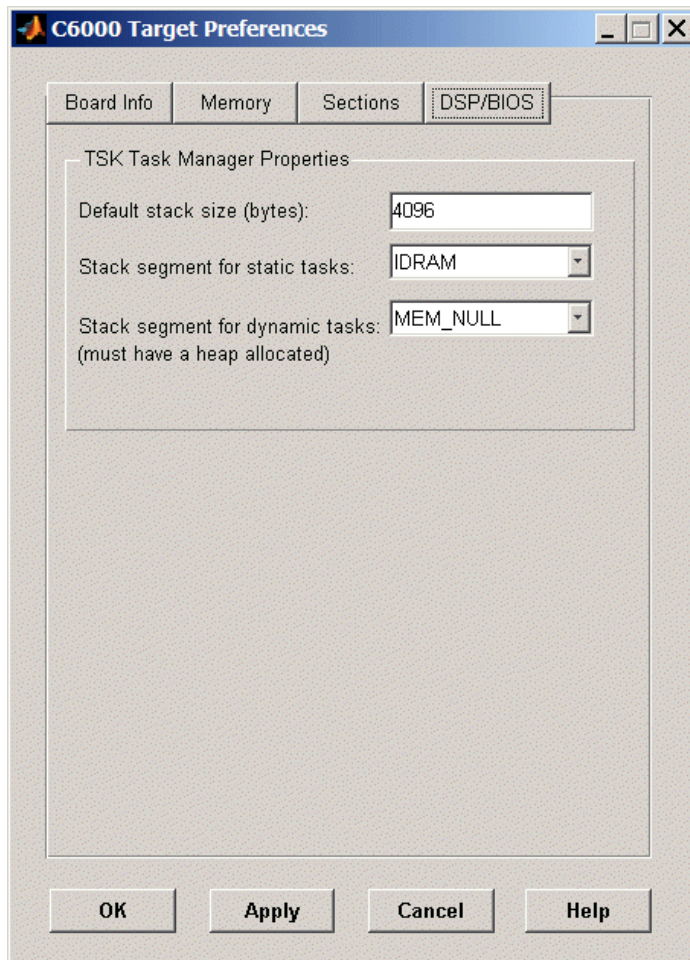 C6000 Target Preferences
Board Info Memory Sections DSP/BIOS
TSK Task Manager Properties
Default stack size (bytes): 4096
Stack segment for static tasks: IDRAM
Stack segment for dynamic tasks: MEM_NULL
(must have a heap allocated)
OK Apply Cancel Help